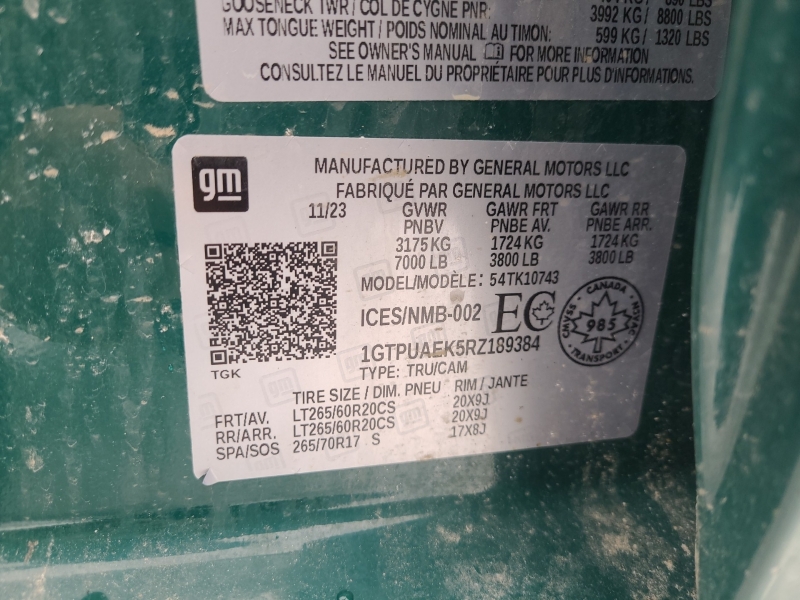 GOOSENECK TWR / COL DE CYGNE PNR:
3992 KG / 8800 LBS
MAX TONGUE WEIGHT / POIDS NOMINAL AU TIMON: 599 KG / 1320 LBS
SEE OWNER'S MANUAL FOR MORE INFORMATION
CONSULTEZ LE MANUEL DU PROPRIÉTAIRE POUR PLUS D'INFORMATIONS.
gm
MANUFACTURED BY GENERAL MOTORS LLC
FABRIQUÉ PAR GENERAL MOTORS LLC
11/23 GVWR GAWR FRT GAWR RR
PNBV PNBE AV. PNBE ARR.
3175 KG 1724 KG 1724 KG
7000 LB 3800 LB 3800 LB
MODEL/MODÈLE: 54TK10743
ICES/NMB-002 EC
CANADA
CMVSS 985 NSVAC
TRANSPORT
1GTPUAEK5RZ189384
TYPE: TRU/CAM
TGK
TIRE SIZE / DIM. PNEU RIM / JANTE
FRT/AV. LT265/60R20CS 20X9J
RR/ARR. LT265/60R20CS 20X9J
SPA/SOS 265/70R17 S 17X8J